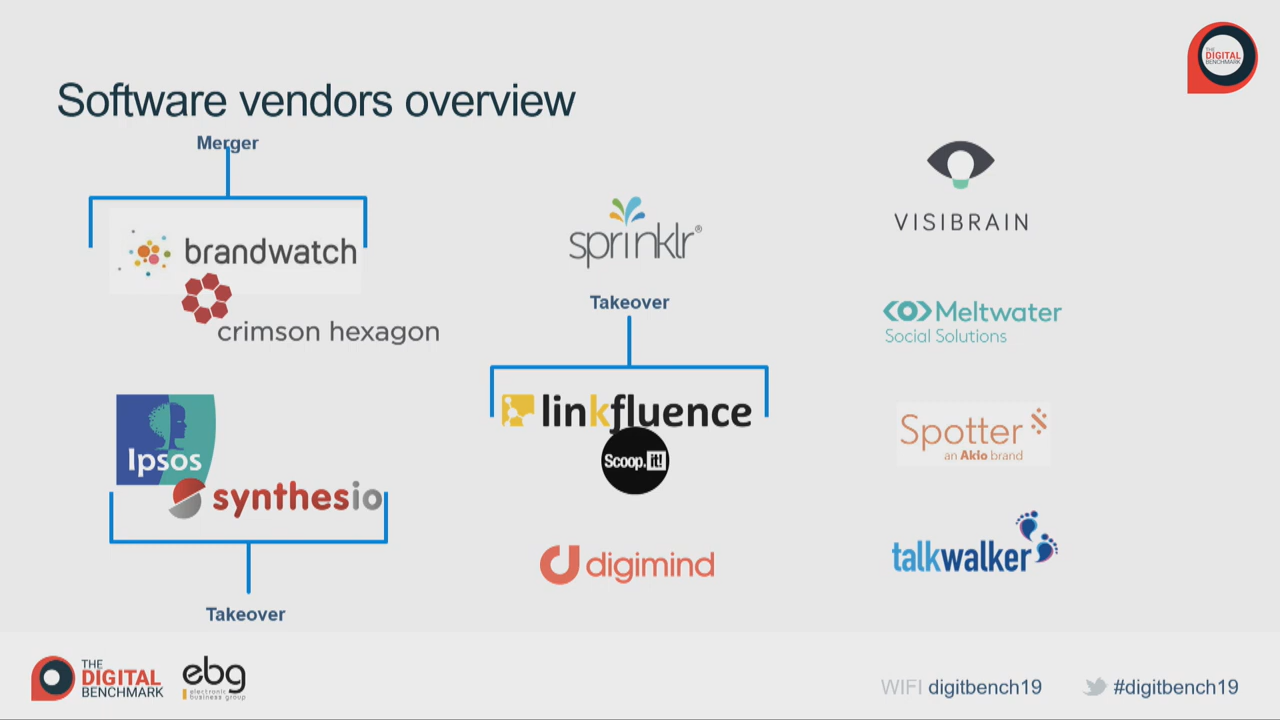 THE
DIGITAL
BENCHMARK
Software vendors overview
Merger
brandwatch
crimson hexagon
Ipsos
synthesio
Takeover
sprinklr®
Takeover
linkfluence
Scoop.it!
digimind
VISIBRAIN
Meltwater
Social Solutions
Spotter
an Akio brand
talkwalker
THE
DIGITAL
BENCHMARK
ebg
electronic
business group
WIFI digitbench19
#digitbench19